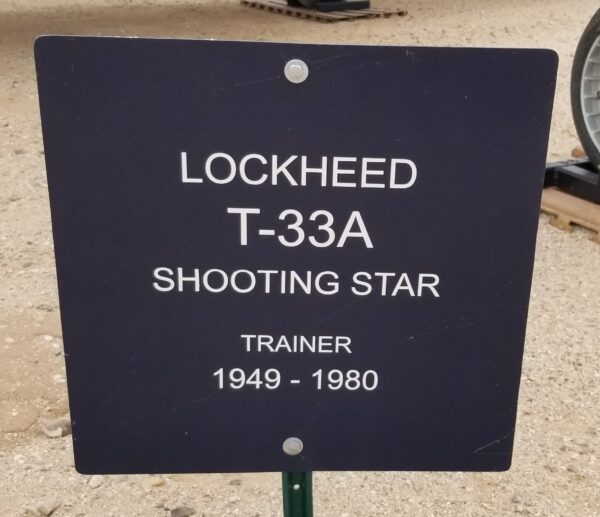 LOCKHEED
T-33A
SHOOTING STAR
TRAINER
1949 - 1980